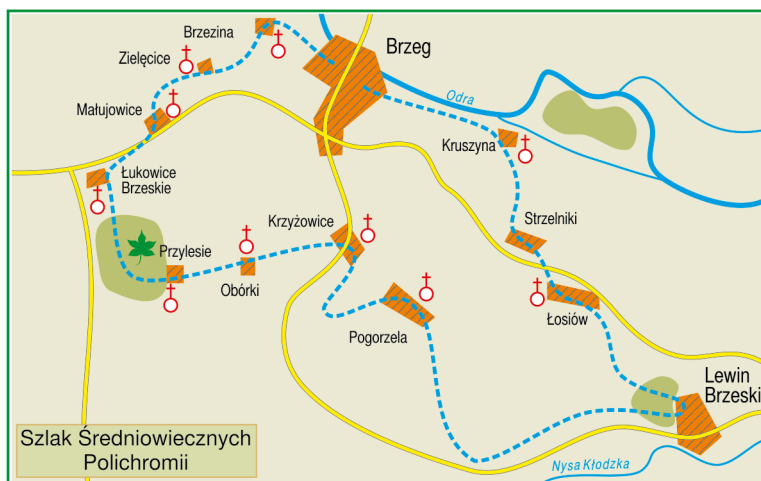 Brzezina
Brzeg
Zielęcice
Odra
Małujowice
Kruszyna
Łukowice
Brzeskie
Krzyżowice
Strzelniki
Przylesie
Obórki
Łosiów
Pogorzela
Lewin
Brzeski
Szlak Średniowiecznych
Polichromii
Nysa Kłodzka